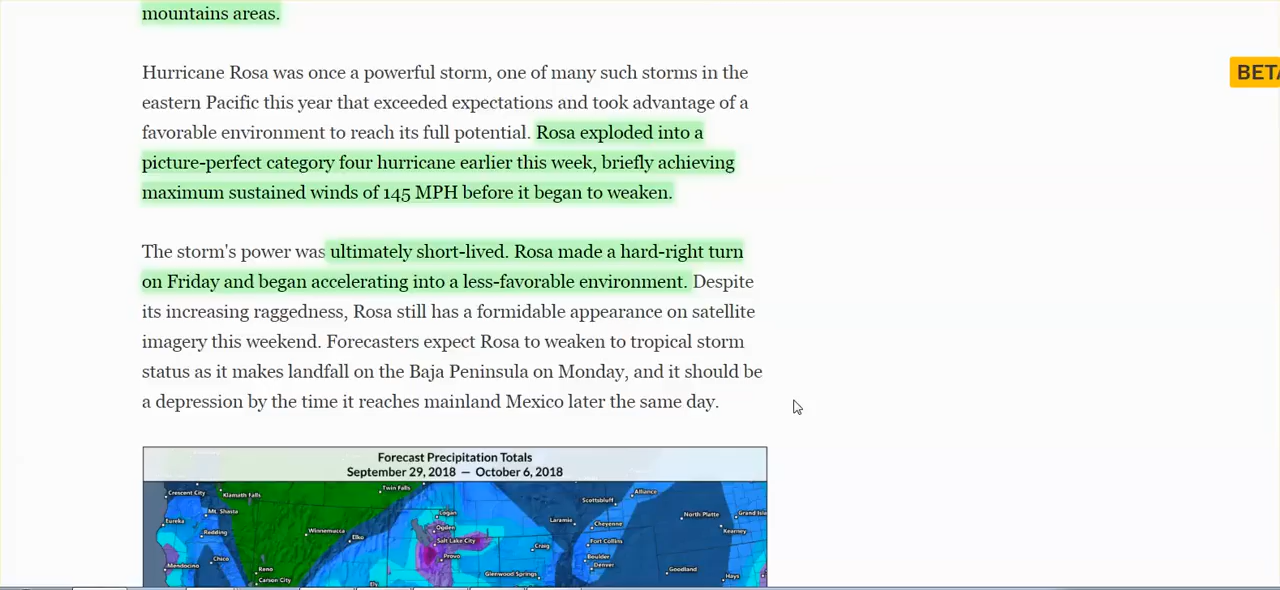 mountains areas.
Hurricane Rosa was once a powerful storm, one of many such storms in the
eastern Pacific this year that exceeded expectations and took advantage of a
favorable environment to reach its full potential. Rosa exploded into a
picture-perfect category four hurricane earlier this week, briefly achieving
maximum sustained winds of 145 MPH before it began to weaken.
The storm's power was ultimately short-lived. Rosa made a hard-right turn
on Friday and began accelerating into a less-favorable environment. Despite
its increasing raggedness, Rosa still has a formidable appearance on satellite
imagery this weekend. Forecasters expect Rosa to weaken to tropical storm
status as it makes landfall on the Baja Peninsula on Monday, and it should be
a depression by the time it reaches mainland Mexico later the same day.
BETA
Forecast Precipitation Totals
September 29, 2018 — October 6, 2018
Crescent City
Klamath Falls
Twin Falls
Scottsbluff
Alliance
Mt. Shasta
Eureka
Logan
Laramie
Cheyenne
North Platte
Grand Isl
Redding
Winnemucca
Elko
Ogden
Salt Lake City
Craig
Fort Collins
Kearney
Chico
Provo
Boulder
Mendocino
Reno
Carson City
Ely
Glenwood Springs
Denver
Goodland
Hays